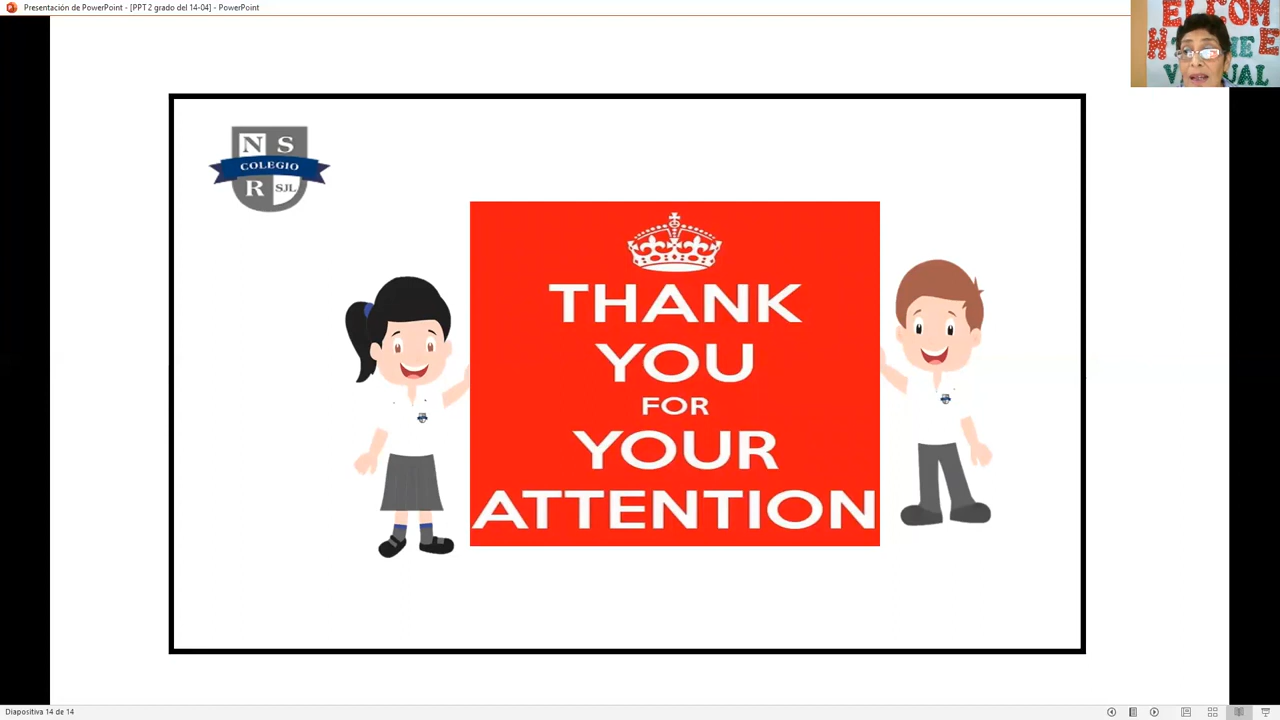 Presentación de PowerPoint - [PPT 2 grado del 14-04] - PowerPoint
N S
COLEGIO
R SJL
THANK
YOU
FOR
YOUR
ATTENTION
Diapositiva 14 de 14